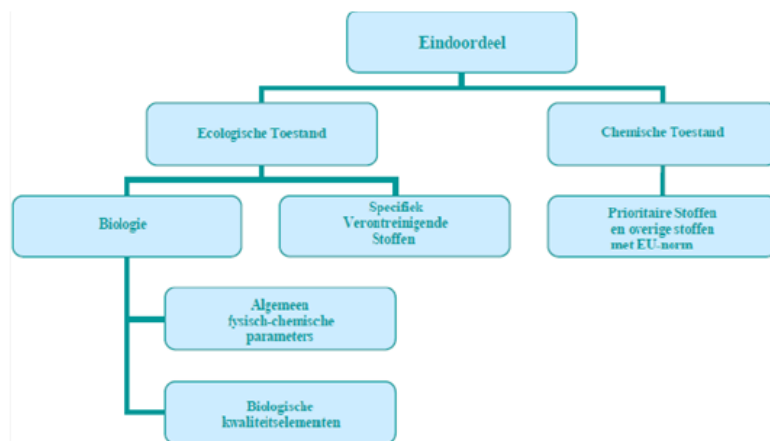 Eindoordeel
Ecologische Toestand
Chemische Toestand
Biologie
Specifiek
Verontreinigende
Stoffen
Prioritaire Stoffen
en overige stoffen
met EU-norm
Algemeen
fysisch-chemische
parameters
Biologische
kwaliteitselementen